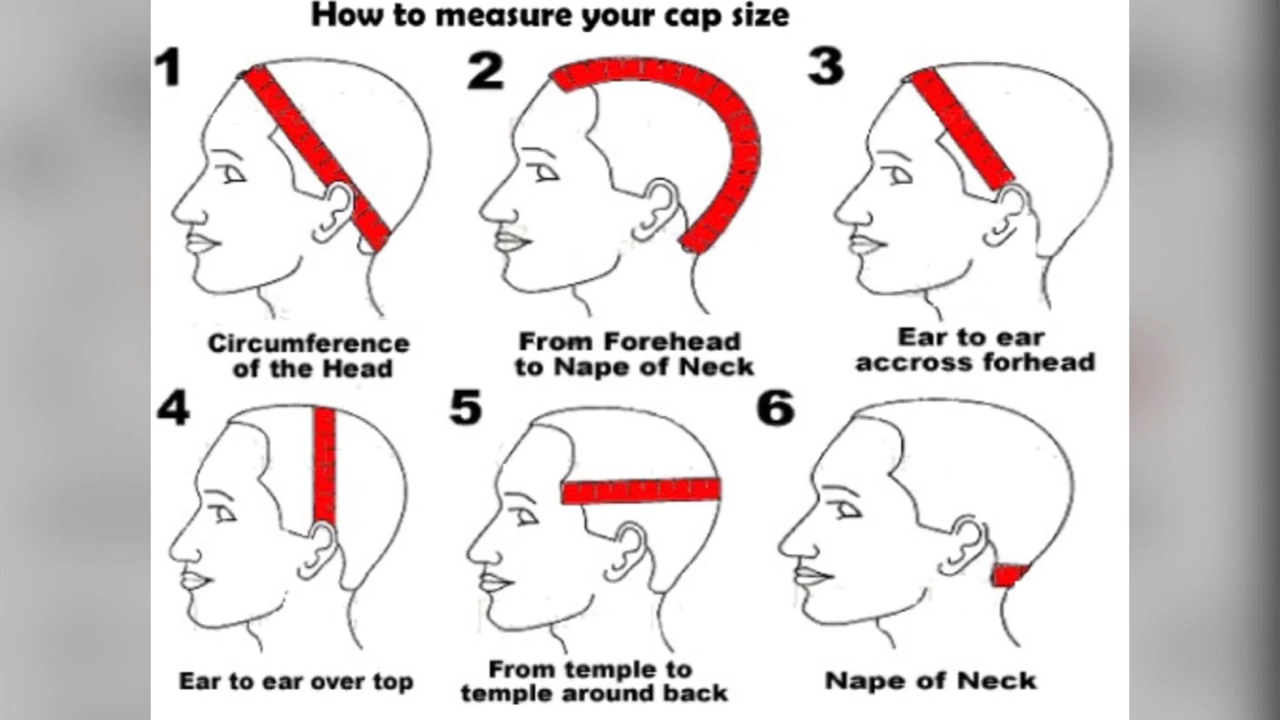 How to measure your cap size
1
2
3
Circumference
of the Head
From Forehead
to Nape of Neck
Ear to ear
accross forhead
4
5
6
Ear to ear over top
From temple to
temple around back
Nape of Neck